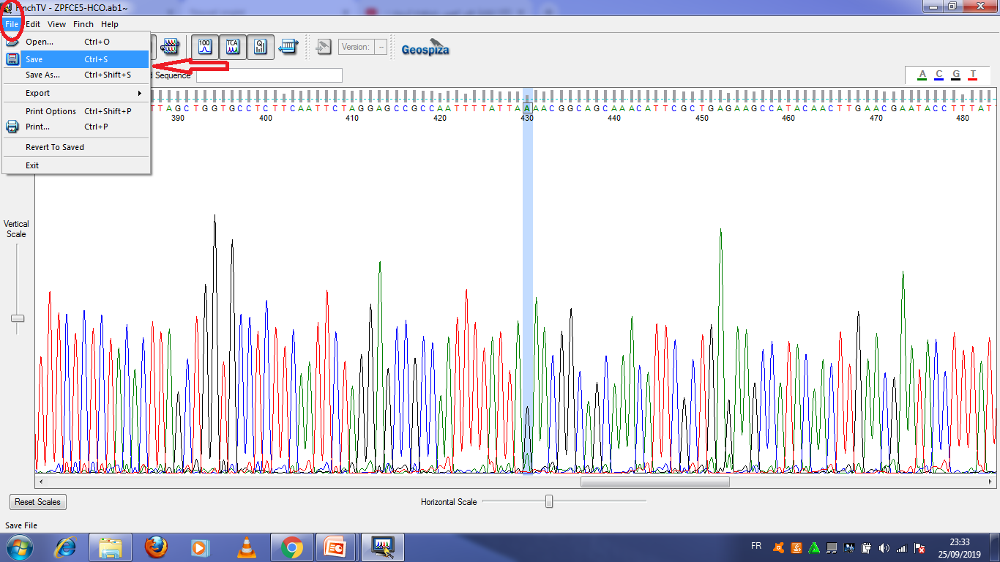 FinchTV - ZPFCE5-HCO.ab1~
File Edit View Finch Help
Open... Ctrl+O
Save Ctrl+S
Save As... Ctrl+Shift+S
Export
Print Options Ctrl+Shift+P
Print... Ctrl+P
Revert To Saved
Exit
100
TCA
Version: --
Geospiza
Sequence
A C G T
TTAGCTGGTGCCTCTTCAATTCTAGGAGCCGCCAATTTTATTAAAACGGCAGCAAACATTCGCTGAGAAGCCATACAACTTGAACGAATACCTTTATT
390 400 410 420 430 440 450 460 470 480
Vertical
Scale
Reset Scales
Horizontal Scale
Save File
FR
23:33
25/09/2019